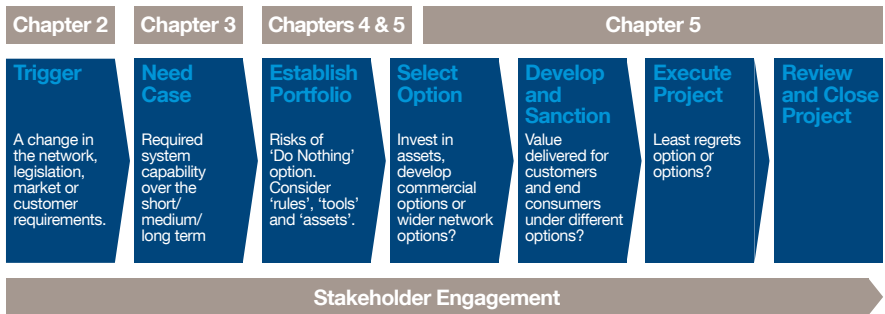 Chapter 2
Chapter 3
Chapters 4 & 5
Chapter 5
Trigger
A change in
the network,
legislation,
market or
customer
requirements.
Need
Case
Required
system
capability
over the
short/
medium/
long term
Establish
Portfolio
Risks of
‘Do Nothing’
option.
Consider
‘rules’, ‘tools’
and ‘assets’.
Select
Option
Invest in
assets,
develop
commercial
options or
wider network
options?
Develop
and
Sanction
Value
delivered for
customers
and end
consumers
under different
options?
Execute
Project
Least regrets
option or
options?
Review
and Close
Project
Stakeholder Engagement